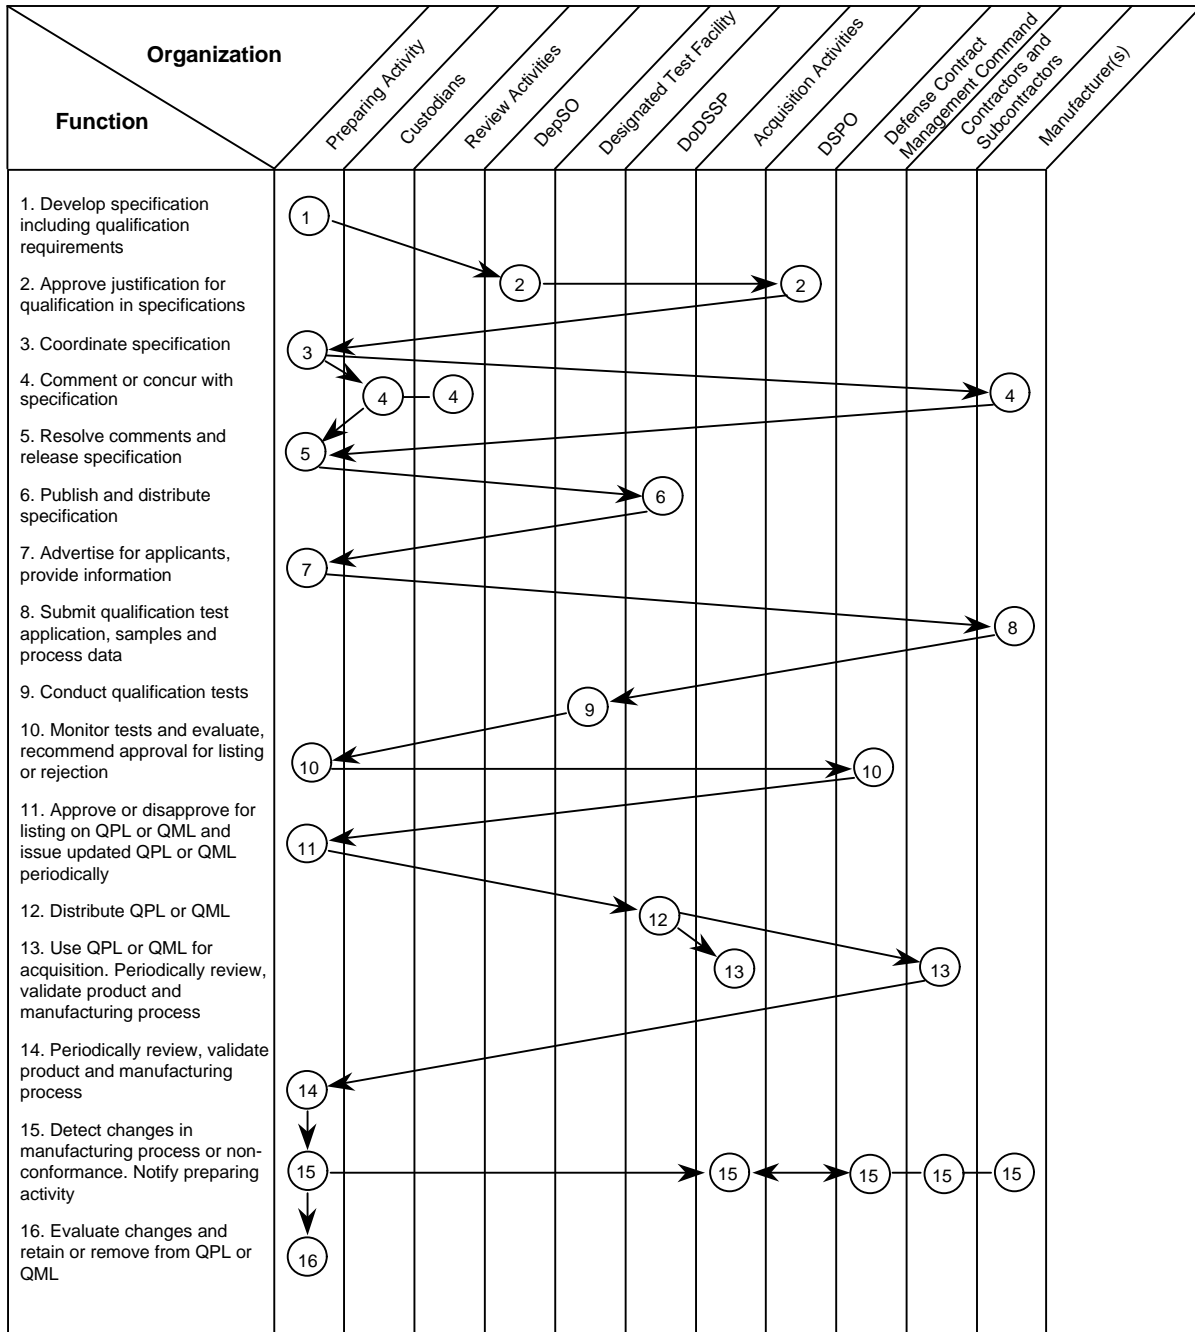 Organization
Function
Preparing Activity
Custodians
Review Activities
DepSO
Designated Test Facility
DoDSSP
Acquisition Activities
DSPO
Defense Contract
Management Command
Contractors and
Subcontractors
Manufacturer(s)
1. Develop specification
including qualification
requirements
1
2. Approve justification for
qualification in specifications
2 2
3. Coordinate specification
3
4. Comment or concur with
specification
4 4 4
5. Resolve comments and
release specification
5
6. Publish and distribute
specification
6
7. Advertise for applicants,
provide information
7
8. Submit qualification test
application, samples and
process data
8
9. Conduct qualification tests
9
10. Monitor tests and evaluate,
recommend approval for listing
or rejection
10 10
11. Approve or disapprove for
listing on QPL or QML and
issue updated QPL or QML
periodically
11
12. Distribute QPL or QML
12
13. Use QPL or QML for
acquisition. Periodically review,
validate product and
manufacturing process
13 13
14. Periodically review, validate
product and manufacturing
process
14
15. Detect changes in
manufacturing process or non-
conformance. Notify preparing
activity
15 15 15 15 15
16. Evaluate changes and
retain or remove from QPL or
QML
16